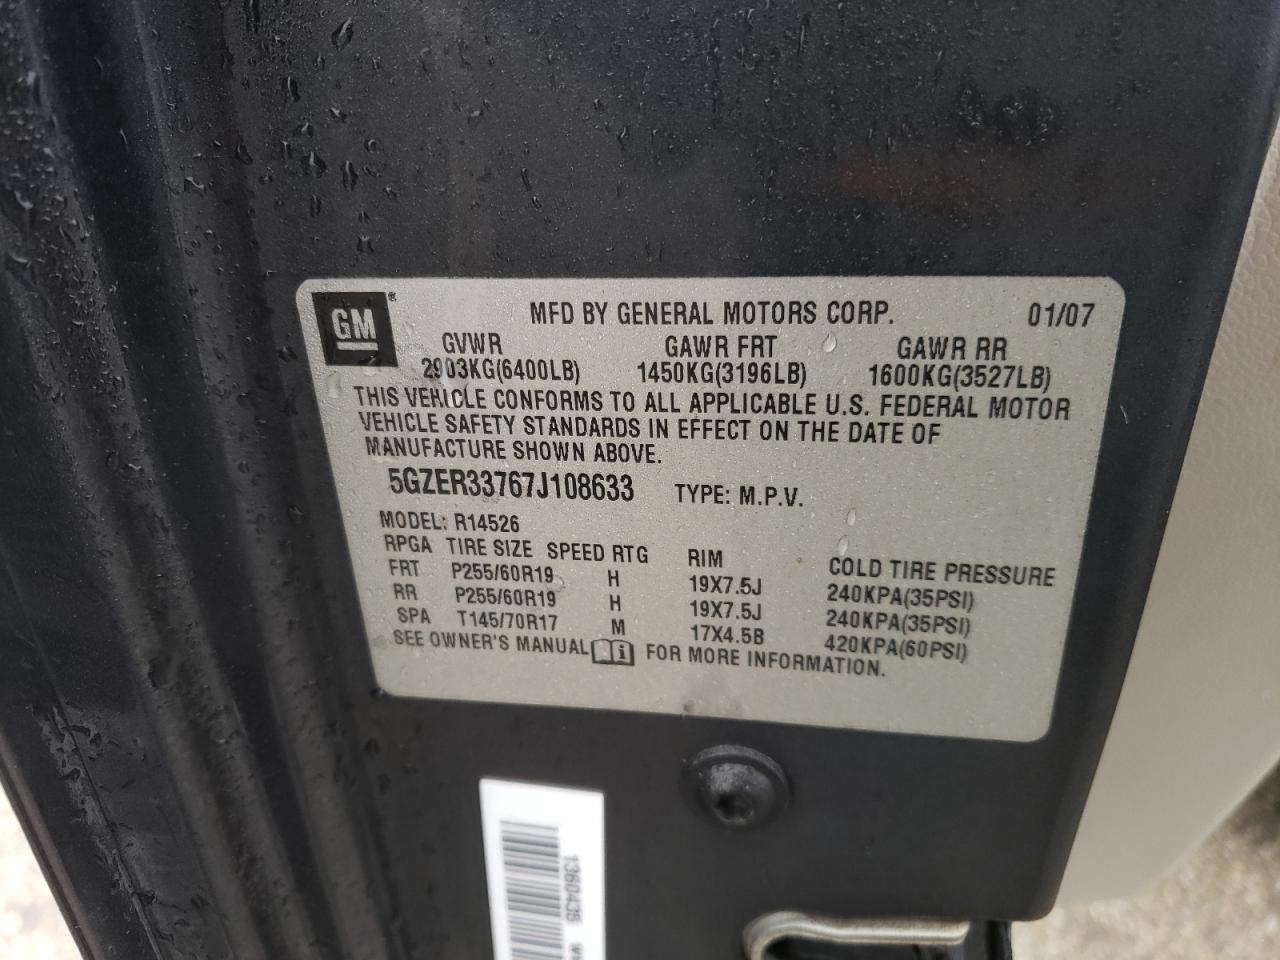 GM®
MFD BY GENERAL MOTORS CORP. 01/07
GVWR GAWR FRT GAWR RR
2903KG(6400LB) 1450KG(3196LB) 1600KG(3527LB)
THIS VEHICLE CONFORMS TO ALL APPLICABLE U.S. FEDERAL MOTOR
VEHICLE SAFETY STANDARDS IN EFFECT ON THE DATE OF
MANUFACTURE SHOWN ABOVE.
5GZER33767J108633 TYPE: M.P.V.
MODEL: R14526
RPGA TIRE SIZE SPEED RTG RIM COLD TIRE PRESSURE
FRT P255/60R19 H 19X7.5J 240KPA(35PSI)
RR P255/60R19 H 19X7.5J 240KPA(35PSI)
SPA T145/70R17 M 17X4.5B 420KPA(60PSI)
SEE OWNER'S MANUAL i FOR MORE INFORMATION.